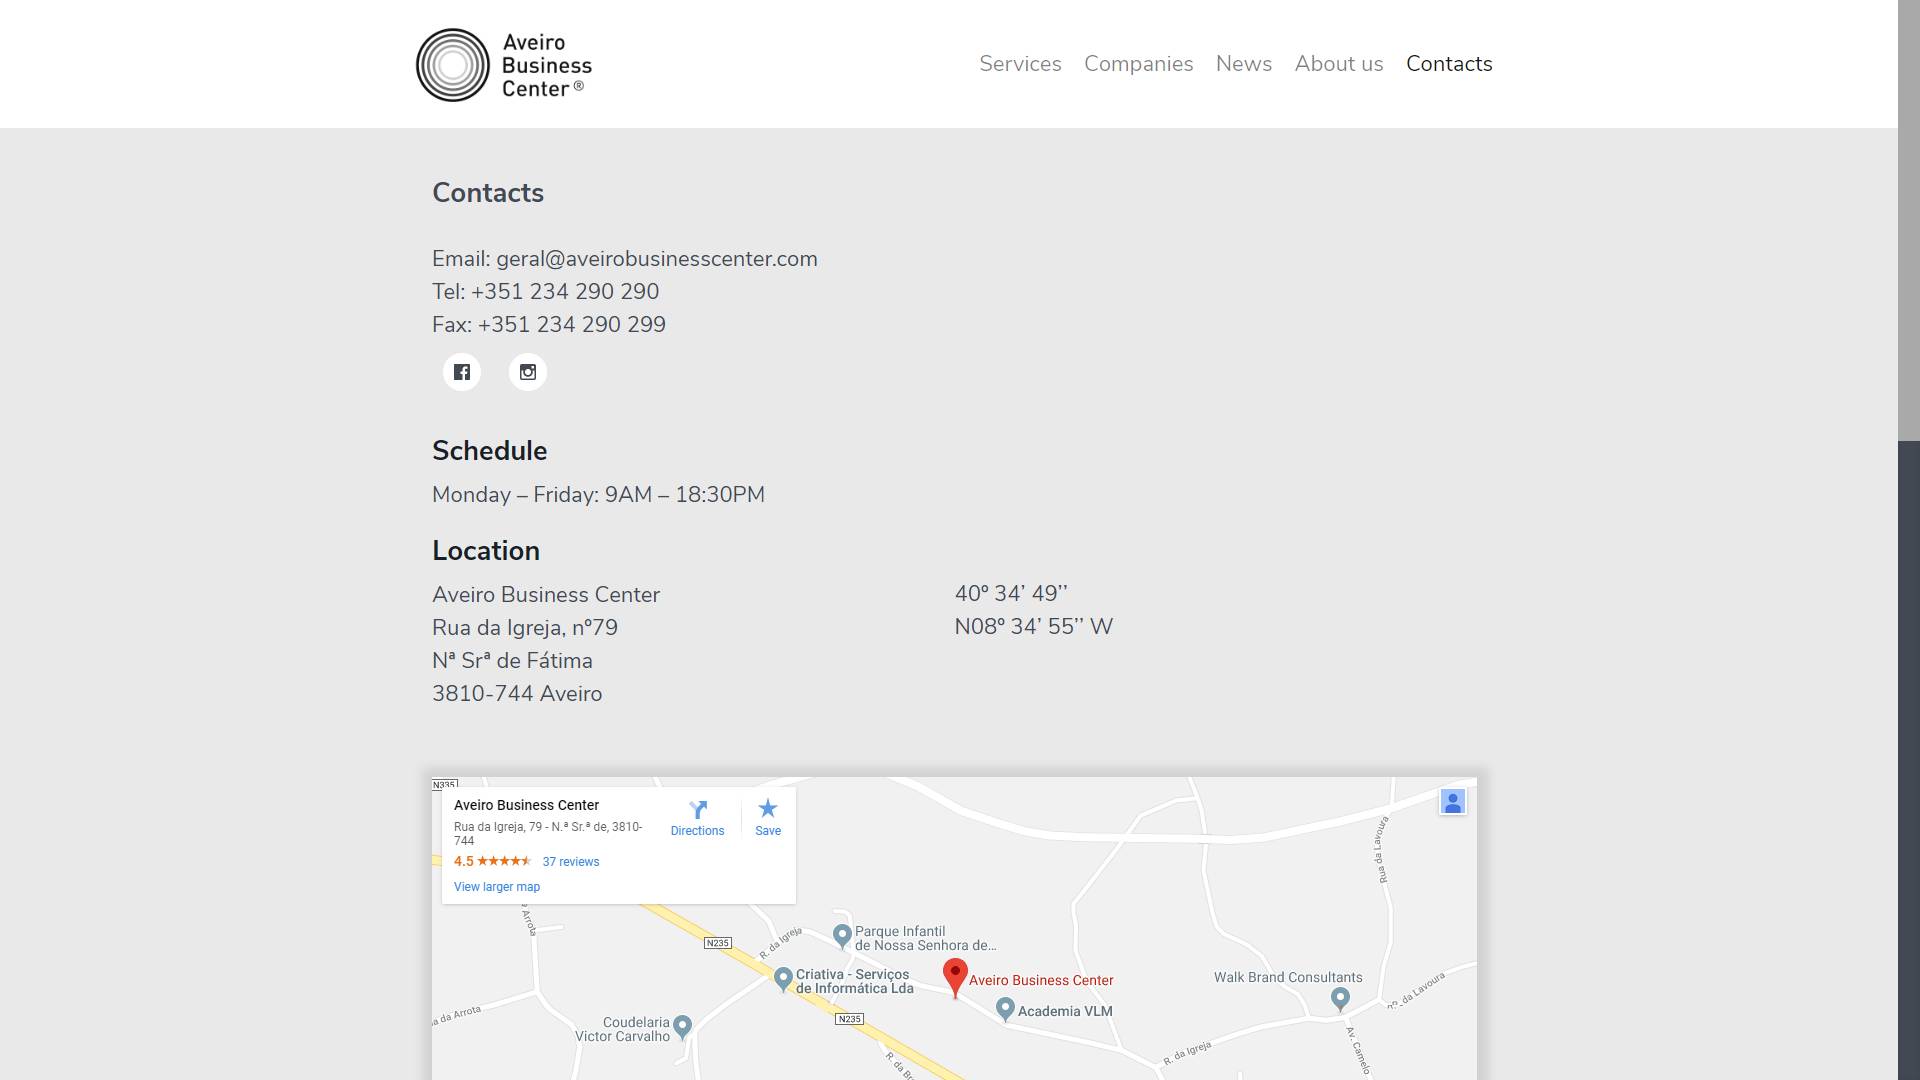 Aveiro
Business
Center ®
Services Companies News About us Contacts
Contacts
Email: geral@aveirobusinesscenter.com
Tel: +351 234 290 290
Fax: +351 234 290 299
Schedule
Monday – Friday: 9AM – 18:30PM
Location
Aveiro Business Center
Rua da Igreja, nº79
Nª Srª de Fátima
3810-744 Aveiro
40º 34’ 49’’
N08º 34’ 55’’ W
N335
Aveiro Business Center
Rua da Igreja, 79 - N.ª Sr.ª de, 3810-
744
4.5
37 reviews
View larger map
Directions
Save
Rua da Lavoura
Arrota
N235
R. da Igreja
Parque Infantil
de Nossa Senhora de...
Criativa - Serviços
de Informática Lda
Aveiro Business Center
Academia VLM
Walk Brand Consultants
da Lavoura
a da Arrota
Coudelaria
Victor Carvalho
N235
R. da Igreja
Av. Camelo
R. da Br